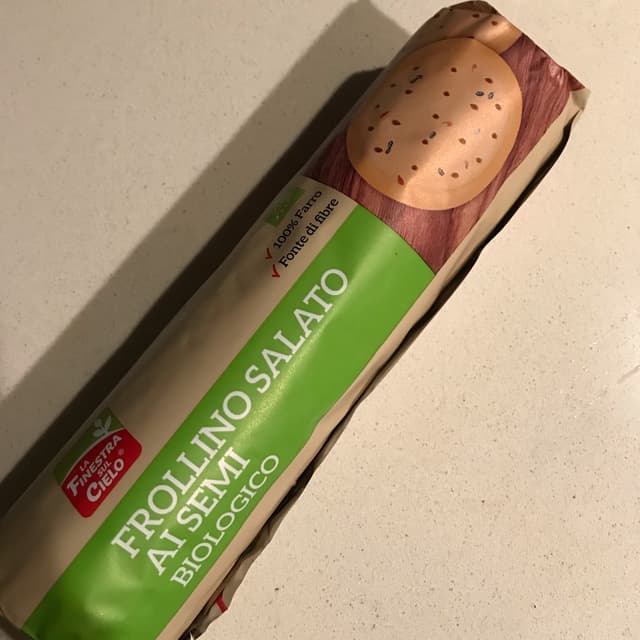 100% Farro
Fonte di fibre
FROLLINO SALATO
AI SEMI
BIOLOGICO
LA
FINESTRA
SUL
CIELO®